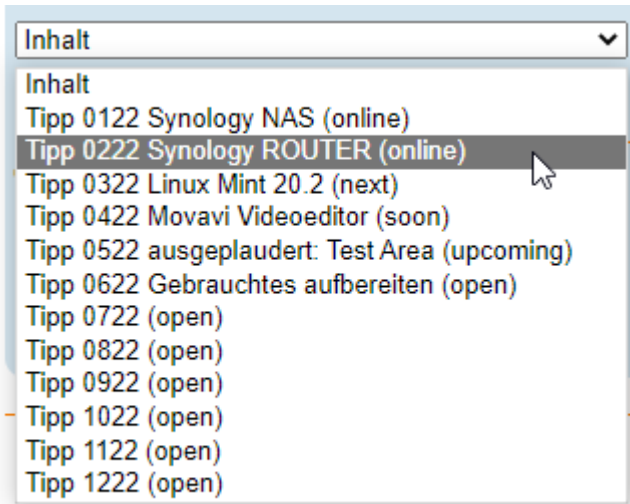 Inhalt
Inhalt
Tipp 0122 Synology NAS (online)
Tipp 0222 Synology ROUTER (online)
Tipp 0322 Linux Mint 20.2 (next)
Tipp 0422 Movavi Videoeditor (soon)
Tipp 0522 ausgeplaudert: Test Area (upcoming)
Tipp 0622 Gebrauchtes aufbereiten (open)
Tipp 0722 (open)
Tipp 0822 (open)
Tipp 0922 (open)
Tipp 1022 (open)
Tipp 1122 (open)
Tipp 1222 (open)